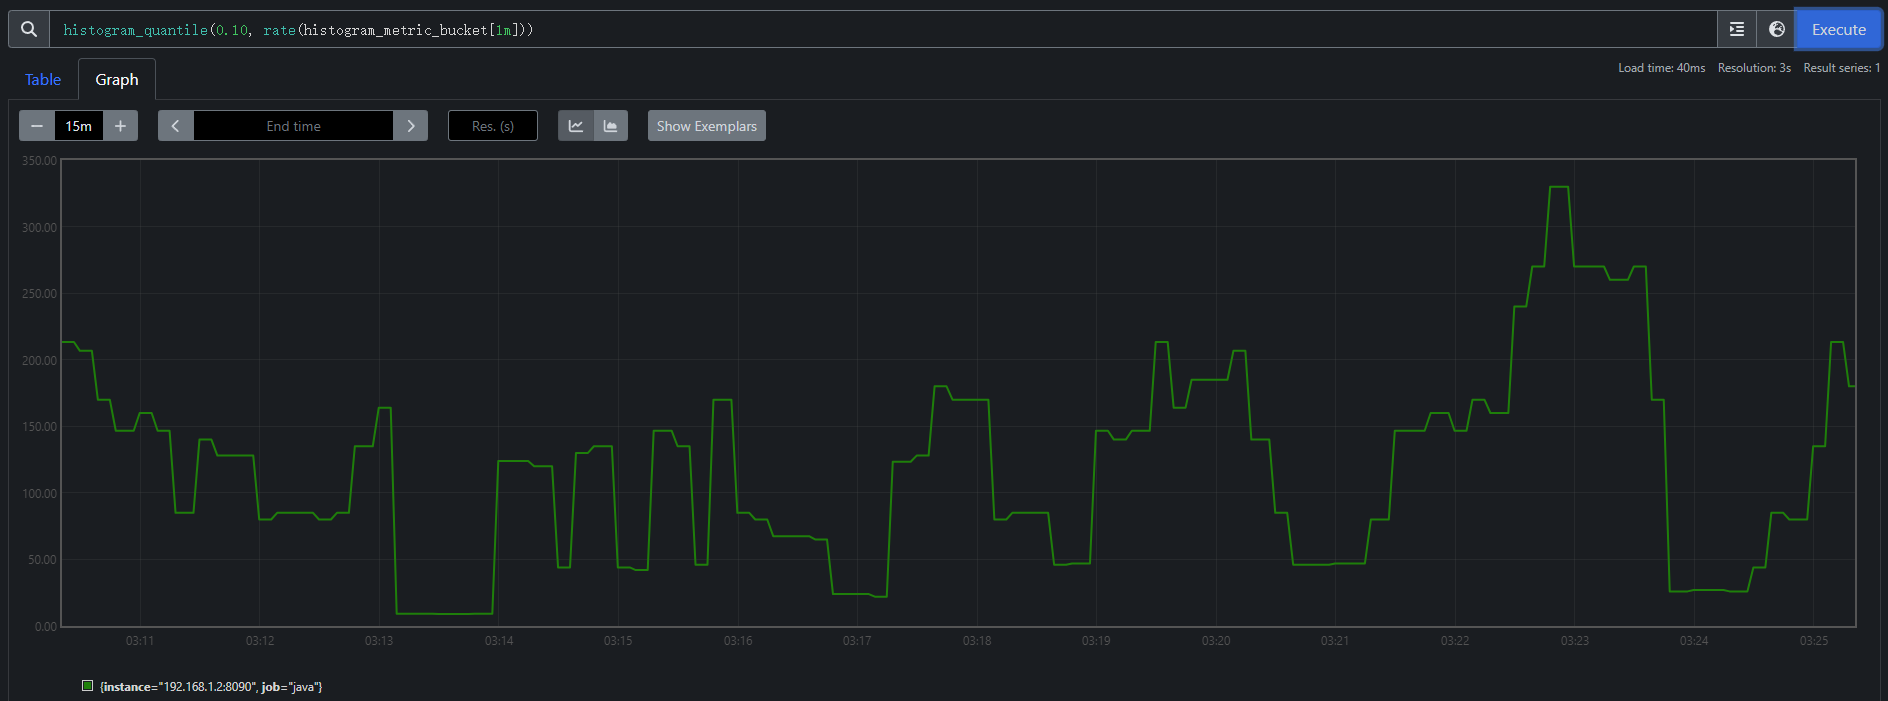 histogram_quantile(0.10, rate(histogram_metric_bucket[1m]))
Execute
Load time: 40ms Resolution: 3s Result series: 1
Table
Graph
15m
End time
Res. (s)
Show Exemplars
350.00
300.00
250.00
200.00
150.00
100.00
50.00
0.00
03:11 03:12 03:13 03:14 03:15 03:16 03:17 03:18 03:19 03:20 03:21 03:22 03:23 03:24 03:25
{instance="192.168.1.2:8090", job="java"}